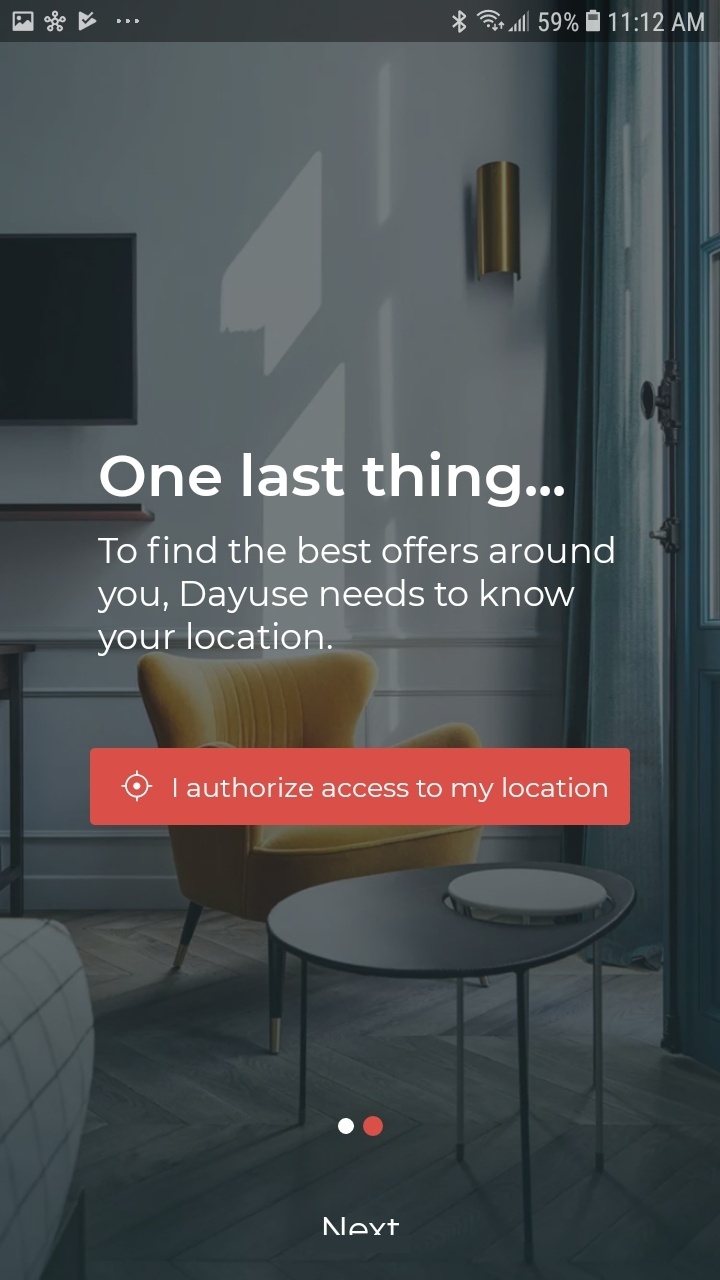 59% 11:12 AM
One last thing...
To find the best offers around
you, Dayuse needs to know
your location.
I authorize access to my location
Next